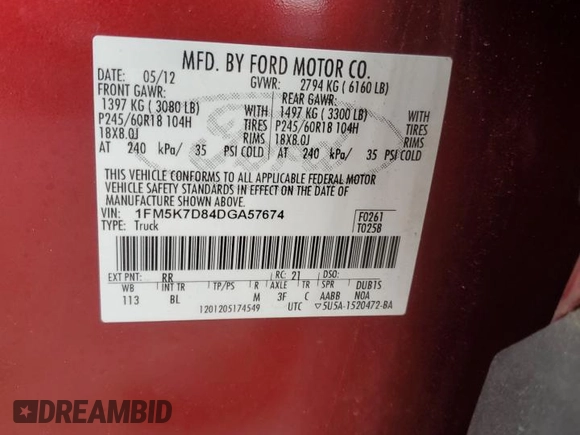 MFD. BY FORD MOTOR CO.
DATE: 05/12 GVWR: 2794 KG ( 6160 LB)
FRONT GAWR: REAR GAWR:
1397 KG ( 3080 LB) WITH 1497 KG ( 3300 LB) WITH
P245/60R18 104H TIRES P245/60R18 104H TIRES
18X8.0J RIMS 18X8.0J RIMS
AT 240 kPa/ 35 PSI COLD AT 240 kPa/ 35 PSI COLD
THIS VEHICLE CONFORMS TO ALL APPLICABLE FEDERAL MOTOR
VEHICLE SAFETY STANDARDS IN EFFECT ON THE DATE OF
MANUFACTURE SHOWN ABOVE.
VIN: 1FM5K7D84DGA57674 F0261
TYPE: Truck T025B
EXT PNT: RR RC: 21 DSO:
WB INT TR TP/PS R AXLE TR SPR DUB1S
113 BL M 3F C AABB NOA
1201205174549 UTC ▽5U5A-1520472-BA
DREAMBID